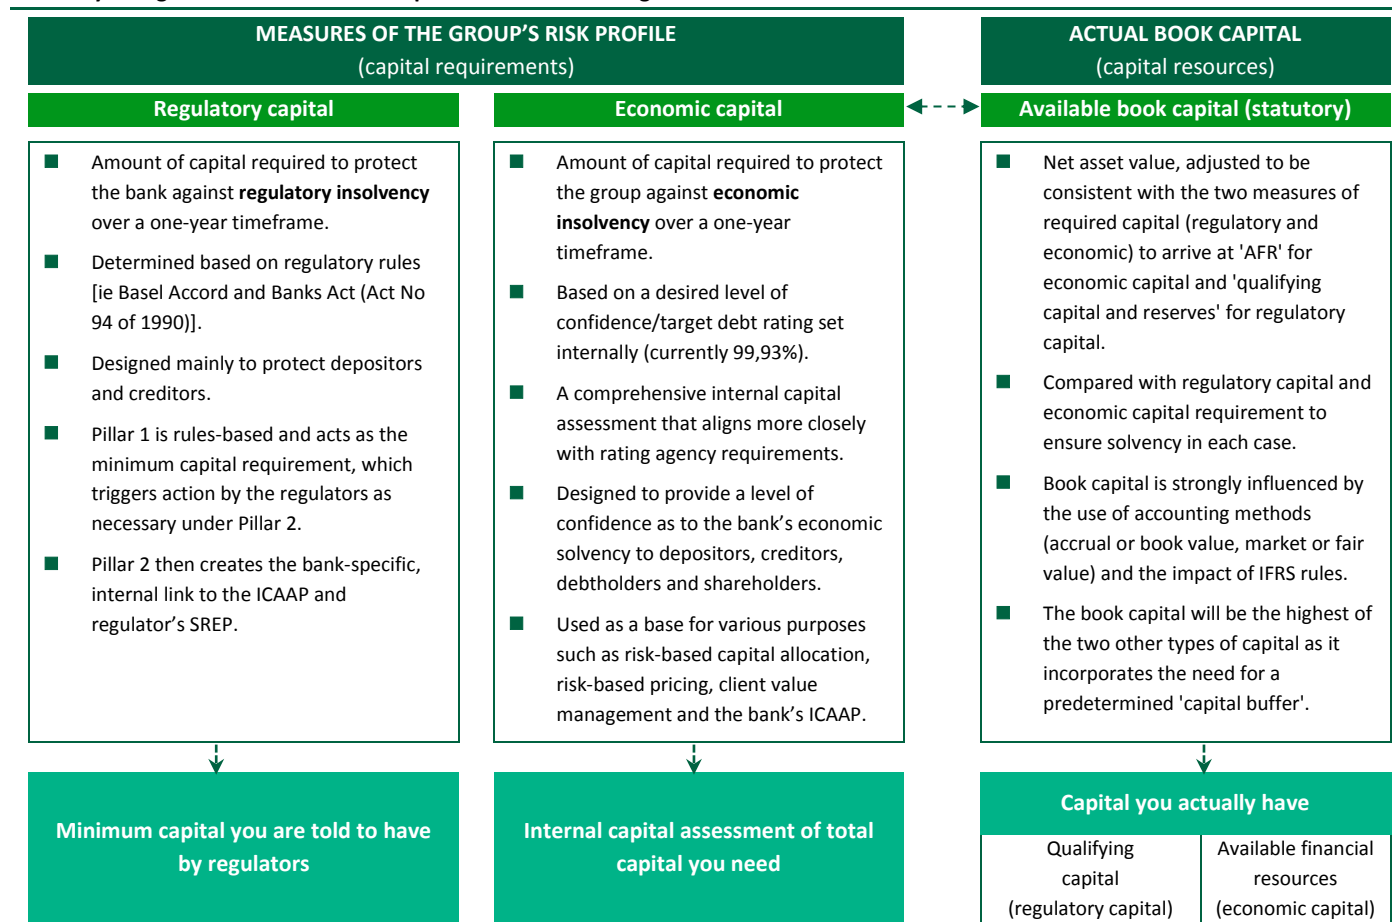 MEASURES OF THE GROUP'S RISK PROFILE
(capital requirements)
ACTUAL BOOK CAPITAL
(capital resources)
Regulatory capital
Economic capital
Available book capital (statutory)
Amount of capital required to protect
the bank against regulatory insolvency
over a one-year timeframe.
Determined based on regulatory rules
[ie Basel Accord and Banks Act (Act No
94 of 1990)].
Designed mainly to protect depositors
and creditors.
Pillar 1 is rules-based and acts as the
minimum capital requirement, which
triggers action by the regulators as
necessary under Pillar 2.
Pillar 2 then creates the bank-specific,
internal link to the ICAAP and
regulator's SREP.
Amount of capital required to protect
the group against economic
insolvency over a one-year
timeframe.
Based on a desired level of
confidence/target debt rating set
internally (currently 99,93%).
A comprehensive internal capital
assessment that aligns more closely
with rating agency requirements.
Designed to provide a level of
confidence as to the bank's economic
solvency to depositors, creditors,
debtholders and shareholders.
Used as a base for various purposes
such as risk-based capital allocation,
risk-based pricing, client value
management and the bank's ICAAP.
Net asset value, adjusted to be
consistent with the two measures of
required capital (regulatory and
economic) to arrive at 'AFR' for
economic capital and 'qualifying
capital and reserves' for regulatory
capital.
Compared with regulatory capital and
economic capital requirement to
ensure solvency in each case.
Book capital is strongly influenced by
the use of accounting methods
(accrual or book value, market or fair
value) and the impact of IFRS rules.
The book capital will be the highest of
the two other types of capital as it
incorporates the need for a
predetermined 'capital buffer'.
Minimum capital you are told to have
by regulators
Internal capital assessment of total
capital you need
Capital you actually have
Qualifying
capital
(regulatory capital)
Available financial
resources
(economic capital)